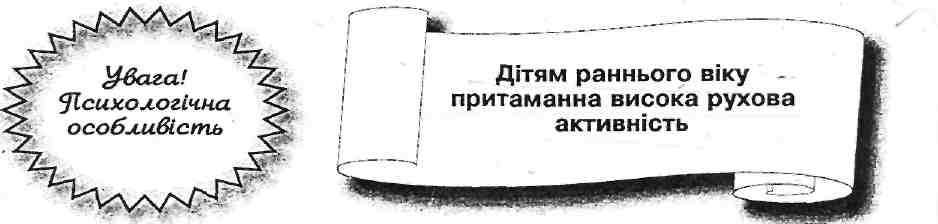 Увага!
Психологічна
особливість
Дітям раннього віку
притаманна висока рухова
активність